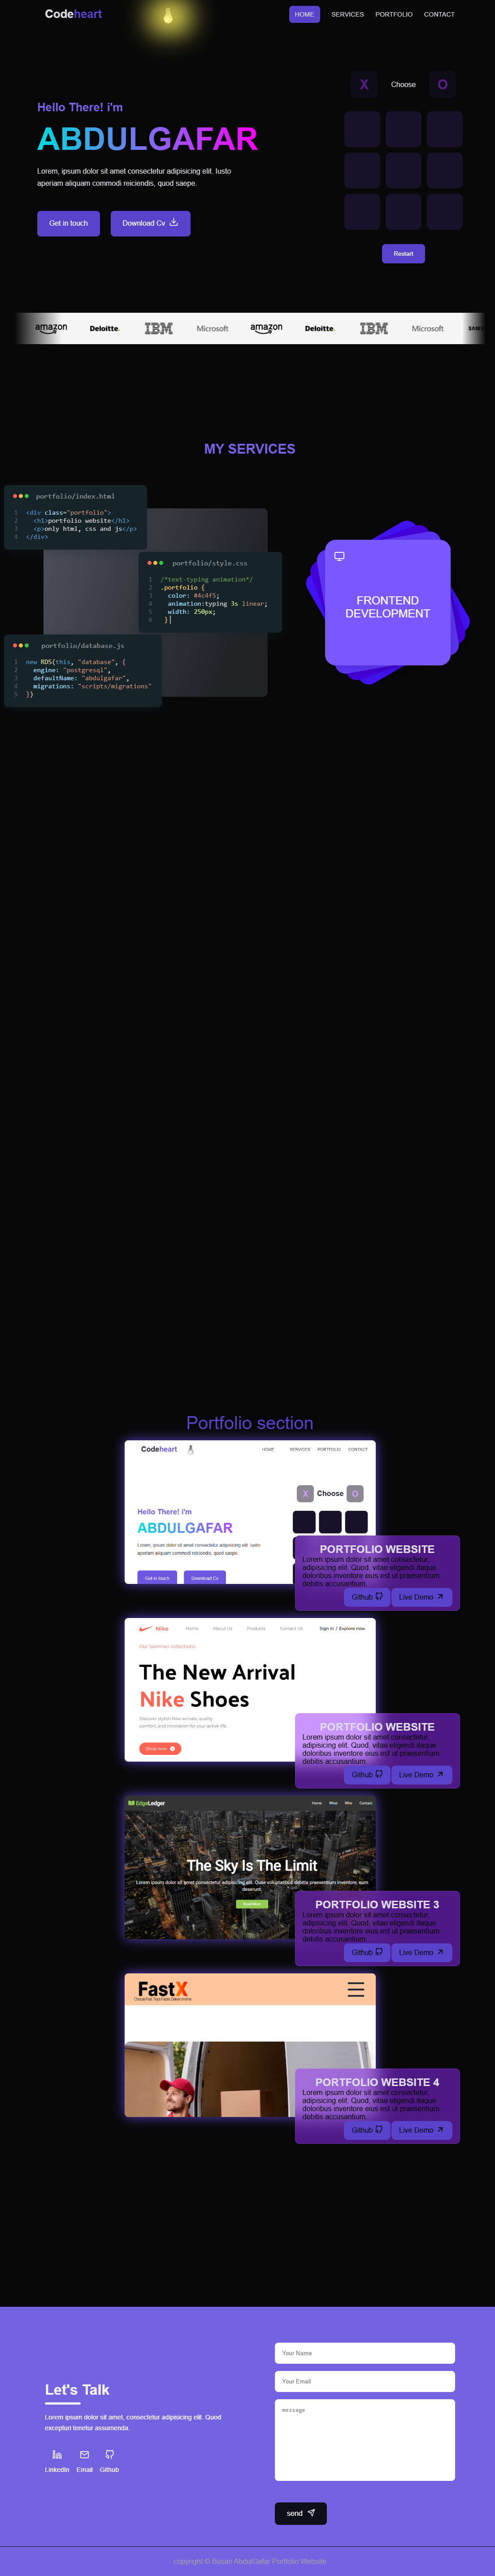 Codeheart
HOME SERVICES PORTFOLIO CONTACT
X Choose O
Hello There! i'm
ABDULGAFAR
Lorem, ipsum dolor sit amet consectetur adipisicing elit. Iusto
aperiam aliquam commodi reiciendis, quod saepe.
Get in touch Download Cv
Restart
amazon Deloitte. IBM Microsoft amazon Deloitte. IBM Microsoft
MY SERVICES
portfolio/index.html
1 <div class="portfolio">
2 <h1>portfolio website</h1>
3 <p>only html, css and js</p>
4 </div>
portfolio/style.css
1 /*text-typing animation*/
2 .portfolio {
3 color: #4c4f5;
4 animation:typing 3s linear;
5 width: 250px;
6 }
portfolio/database.js
1 new RDS(this, "database", {
2 engine: "postgresql",
3 defaultName: "abdulgafar",
4 migrations: "scripts/migrations"
5 })
FRONTEND
DEVELOPMENT
Portfolio section
Codeheart
HOME SERVICES PORTFOLIO CONTACT
X Choose O
Hello There! i'm
ABDULGAFAR
Lorem, ipsum dolor sit amet consectetur adipisicing elit. Iusto
aperiam aliquam commodi reiciendis, quod saepe.
Get in touch Download Cv
PORTFOLIO WEBSITE
Lorem ipsum dolor sit amet consectetur,
adipisicing elit. Quod, vitae eligendi itaque
doloribus inventore eius est ut praesentium
debitis accusantium.
Github Live Demo
Nike
Home About Us Products Contact Us Sign in / Explore now
Our Summer collections
The New Arrival
Nike Shoes
Discover stylish Nike arrivals, quality
comfort, and innovation for your active life.
Shop now
PORTFOLIO WEBSITE
Lorem ipsum dolor sit amet consectetur,
adipisicing elit. Quod, vitae eligendi itaque
doloribus inventore eius est ut praesentium
debitis accusantium.
Github Live Demo
EdgeLedger
Home What Who Contact
The Sky Is The Limit
Lorem ipsum dolor sit amet consectetur adipisicing elit. Quae voluptatibus debitis praesentium inventore, eum
deserunt.
Read More
PORTFOLIO WEBSITE 3
Lorem ipsum dolor sit amet consectetur,
adipisicing elit. Quod, vitae eligendi itaque
doloribus inventore eius est ut praesentium
debitis accusantium.
Github Live Demo
FastX
Choose Fast. Track Faster. Deliver on time.
PORTFOLIO WEBSITE 4
Lorem ipsum dolor sit amet consectetur,
adipisicing elit. Quod, vitae eligendi itaque
doloribus inventore eius est ut praesentium
debitis accusantium.
Github Live Demo
Your Name
Your Email
message
Let's Talk
Lorem ipsum dolor sit amet, consectetur adipisicing elit. Quod
excepturi tenetur assumenda.
LinkedIn Email Github
send
copyright © Busari AbdulGafar Portfolio Website